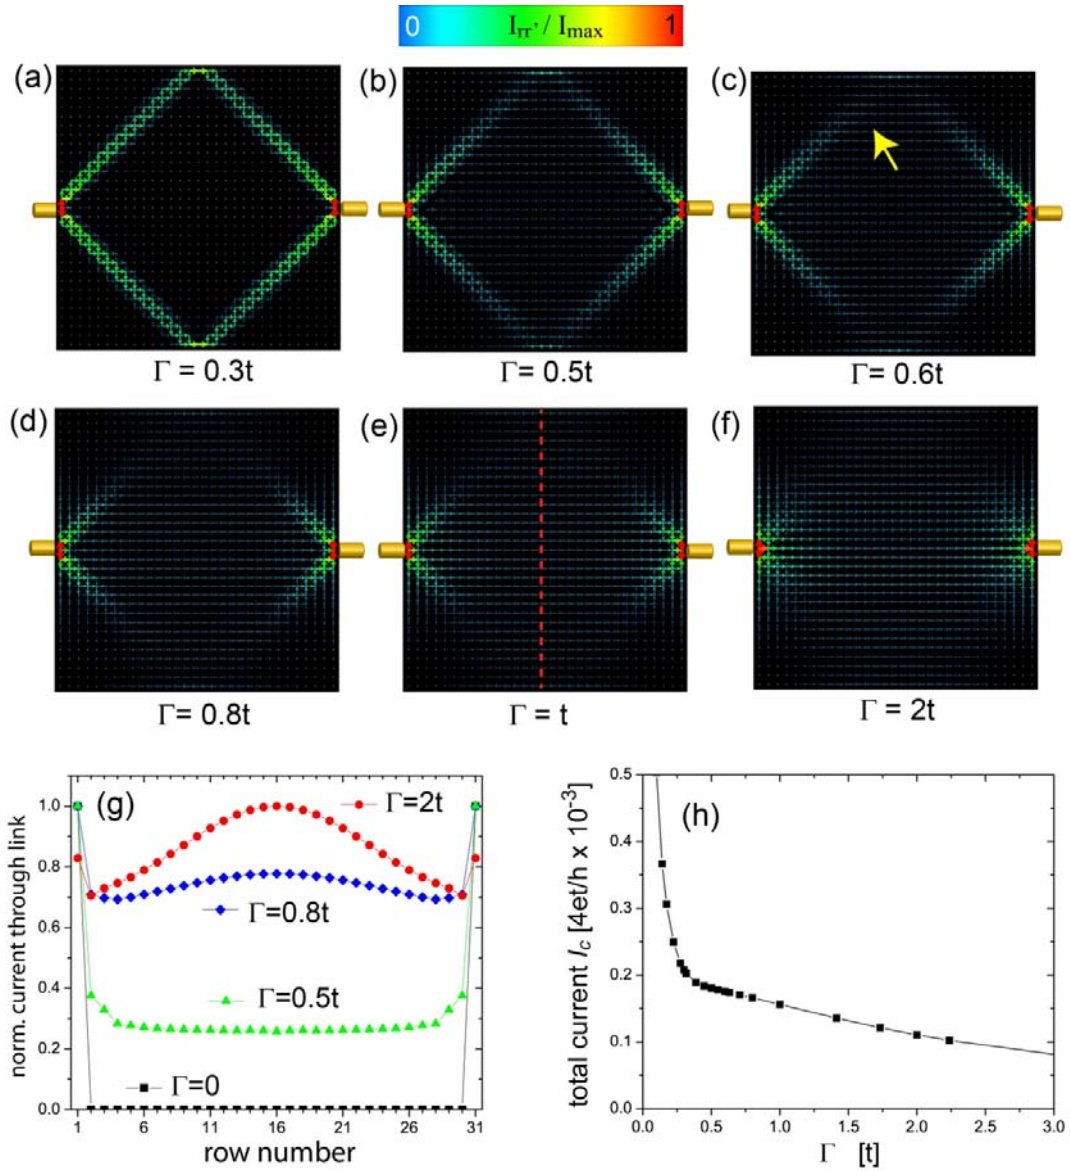 0 I_rr' / I_max 1
(a) (b) (c)
Γ = 0.3t Γ= 0.5t Γ= 0.6t
(d) (e) (f)
Γ= 0.8t Γ = t Γ = 2t
(g)
norm. current through link
1.0
0.8
0.6
0.4
0.2
0.0
Γ=2t
Γ=0.8t
Γ=0.5t
Γ=0
1 6 11 16 21 26 31
row number
(h)
total current I_c [4et/h x 10^-3]
0.5
0.4
0.3
0.2
0.1
0
0.0 0.5 1.0 1.5 2.0 2.5 3.0
Γ [t]